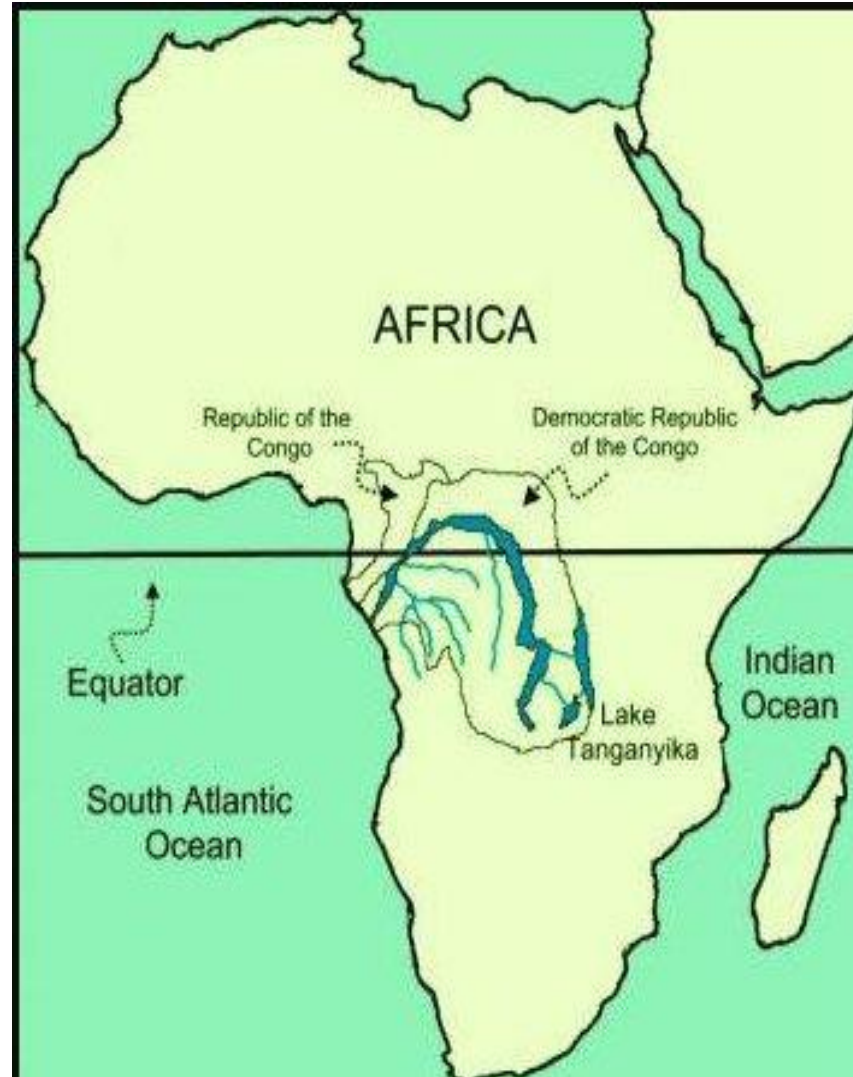 AFRICA
Republic of the
Congo
Democratic Republic
of the Congo
Equator
Indian
Ocean
Lake
Tanganyika
South Atlantic
Ocean